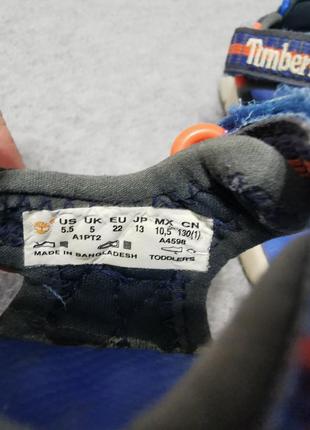 Timber
US UK EU JP MX CN
5.5 5 22 13 10,5 130(1)
A1PT2 A4598
MADE IN BANGLADESH TODDLERS